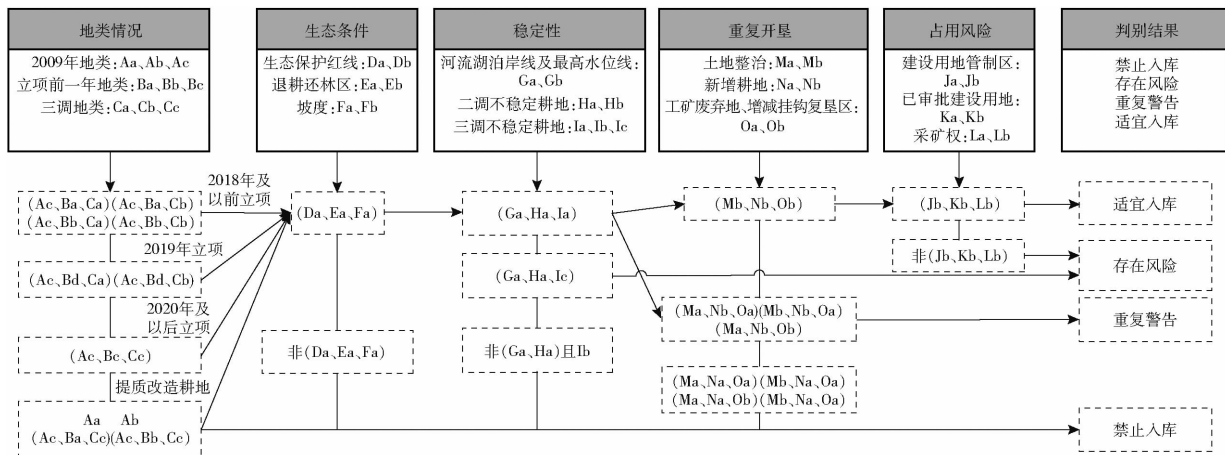 地类情况
2009年地类:Aa、Ab、Ac
立项前一年地类:Ba、Bb、Bc
三调地类:Ca、Cb、Cc
生态条件
生态保护红线:Da、Db
退耕还林区:Ea、Eb
坡度:Fa、Fb
稳定性
河流湖泊岸线及最高水位线:
Ga、Gb
二调不稳定耕地:Ha、Hb
三调不稳定耕地:Ia、Ib、Ic
重复开垦
土地整治:Ma、Mb
新增耕地:Na、Nb
工矿废弃地、增减挂钩复垦区:
Oa、Ob
占用风险
建设用地管制区:
Ja、Jb
已审批建设用地:
Ka、Kb
采矿权:La、Lb
判别结果
禁止入库
存在风险
重复警告
适宜入库
(Ac、Ba、Ca)(Ac、Ba、Cb)
(Ac、Bb、Ca)(Ac、Bb、Cb)
2018年及
以前立项
(Da、Ea、Fa)
(Ga、Ha、Ia)
(Mb、Nb、Ob)
(Jb、Kb、Lb)
适宜入库
2019年立项
(Ac、Bd、Ca)(Ac、Bd、Cb)
(Ga、Ha、Ic)
非(Jb、Kb、Lb)
存在风险
2020年及
以后立项
(Ac、Bc、Cc)
非(Da、Ea、Fa)
非(Ga、Ha)且Ib
(Ma、Nb、Oa)(Mb、Nb、Oa)
(Ma、Nb、Ob)
重复警告
提质改造耕地
(Ma、Na、Oa)(Mb、Na、Oa)
(Ma、Na、Ob)(Mb、Na、Oa)
Aa Ab
(Ac、Ba、Cc)(Ac、Bb、Cc)
禁止入库